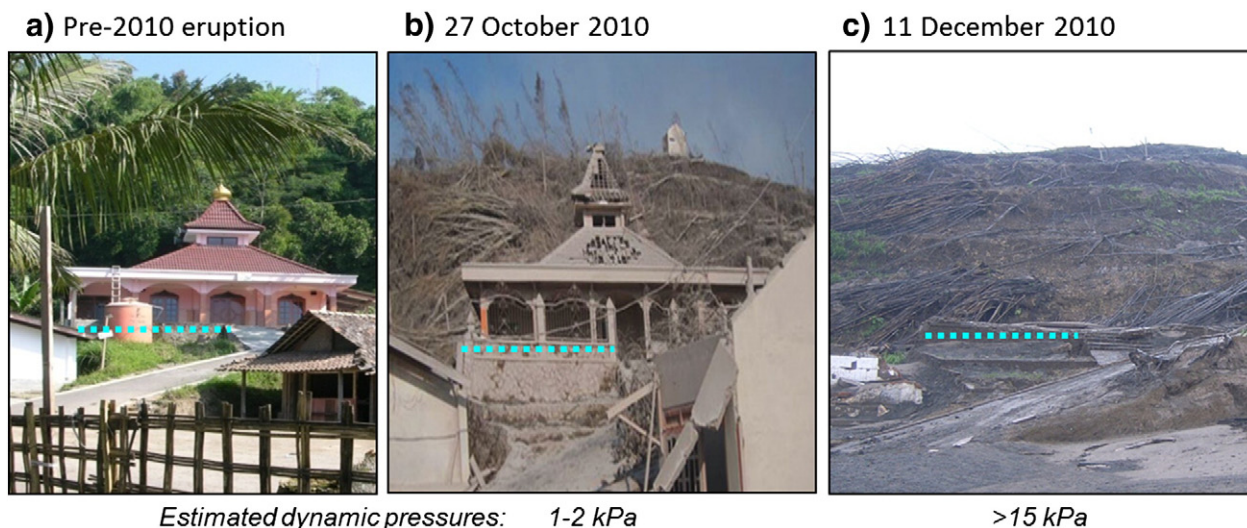 a) Pre-2010 eruption
b) 27 October 2010
c) 11 December 2010
Estimated dynamic pressures: 1-2 kPa >15 kPa